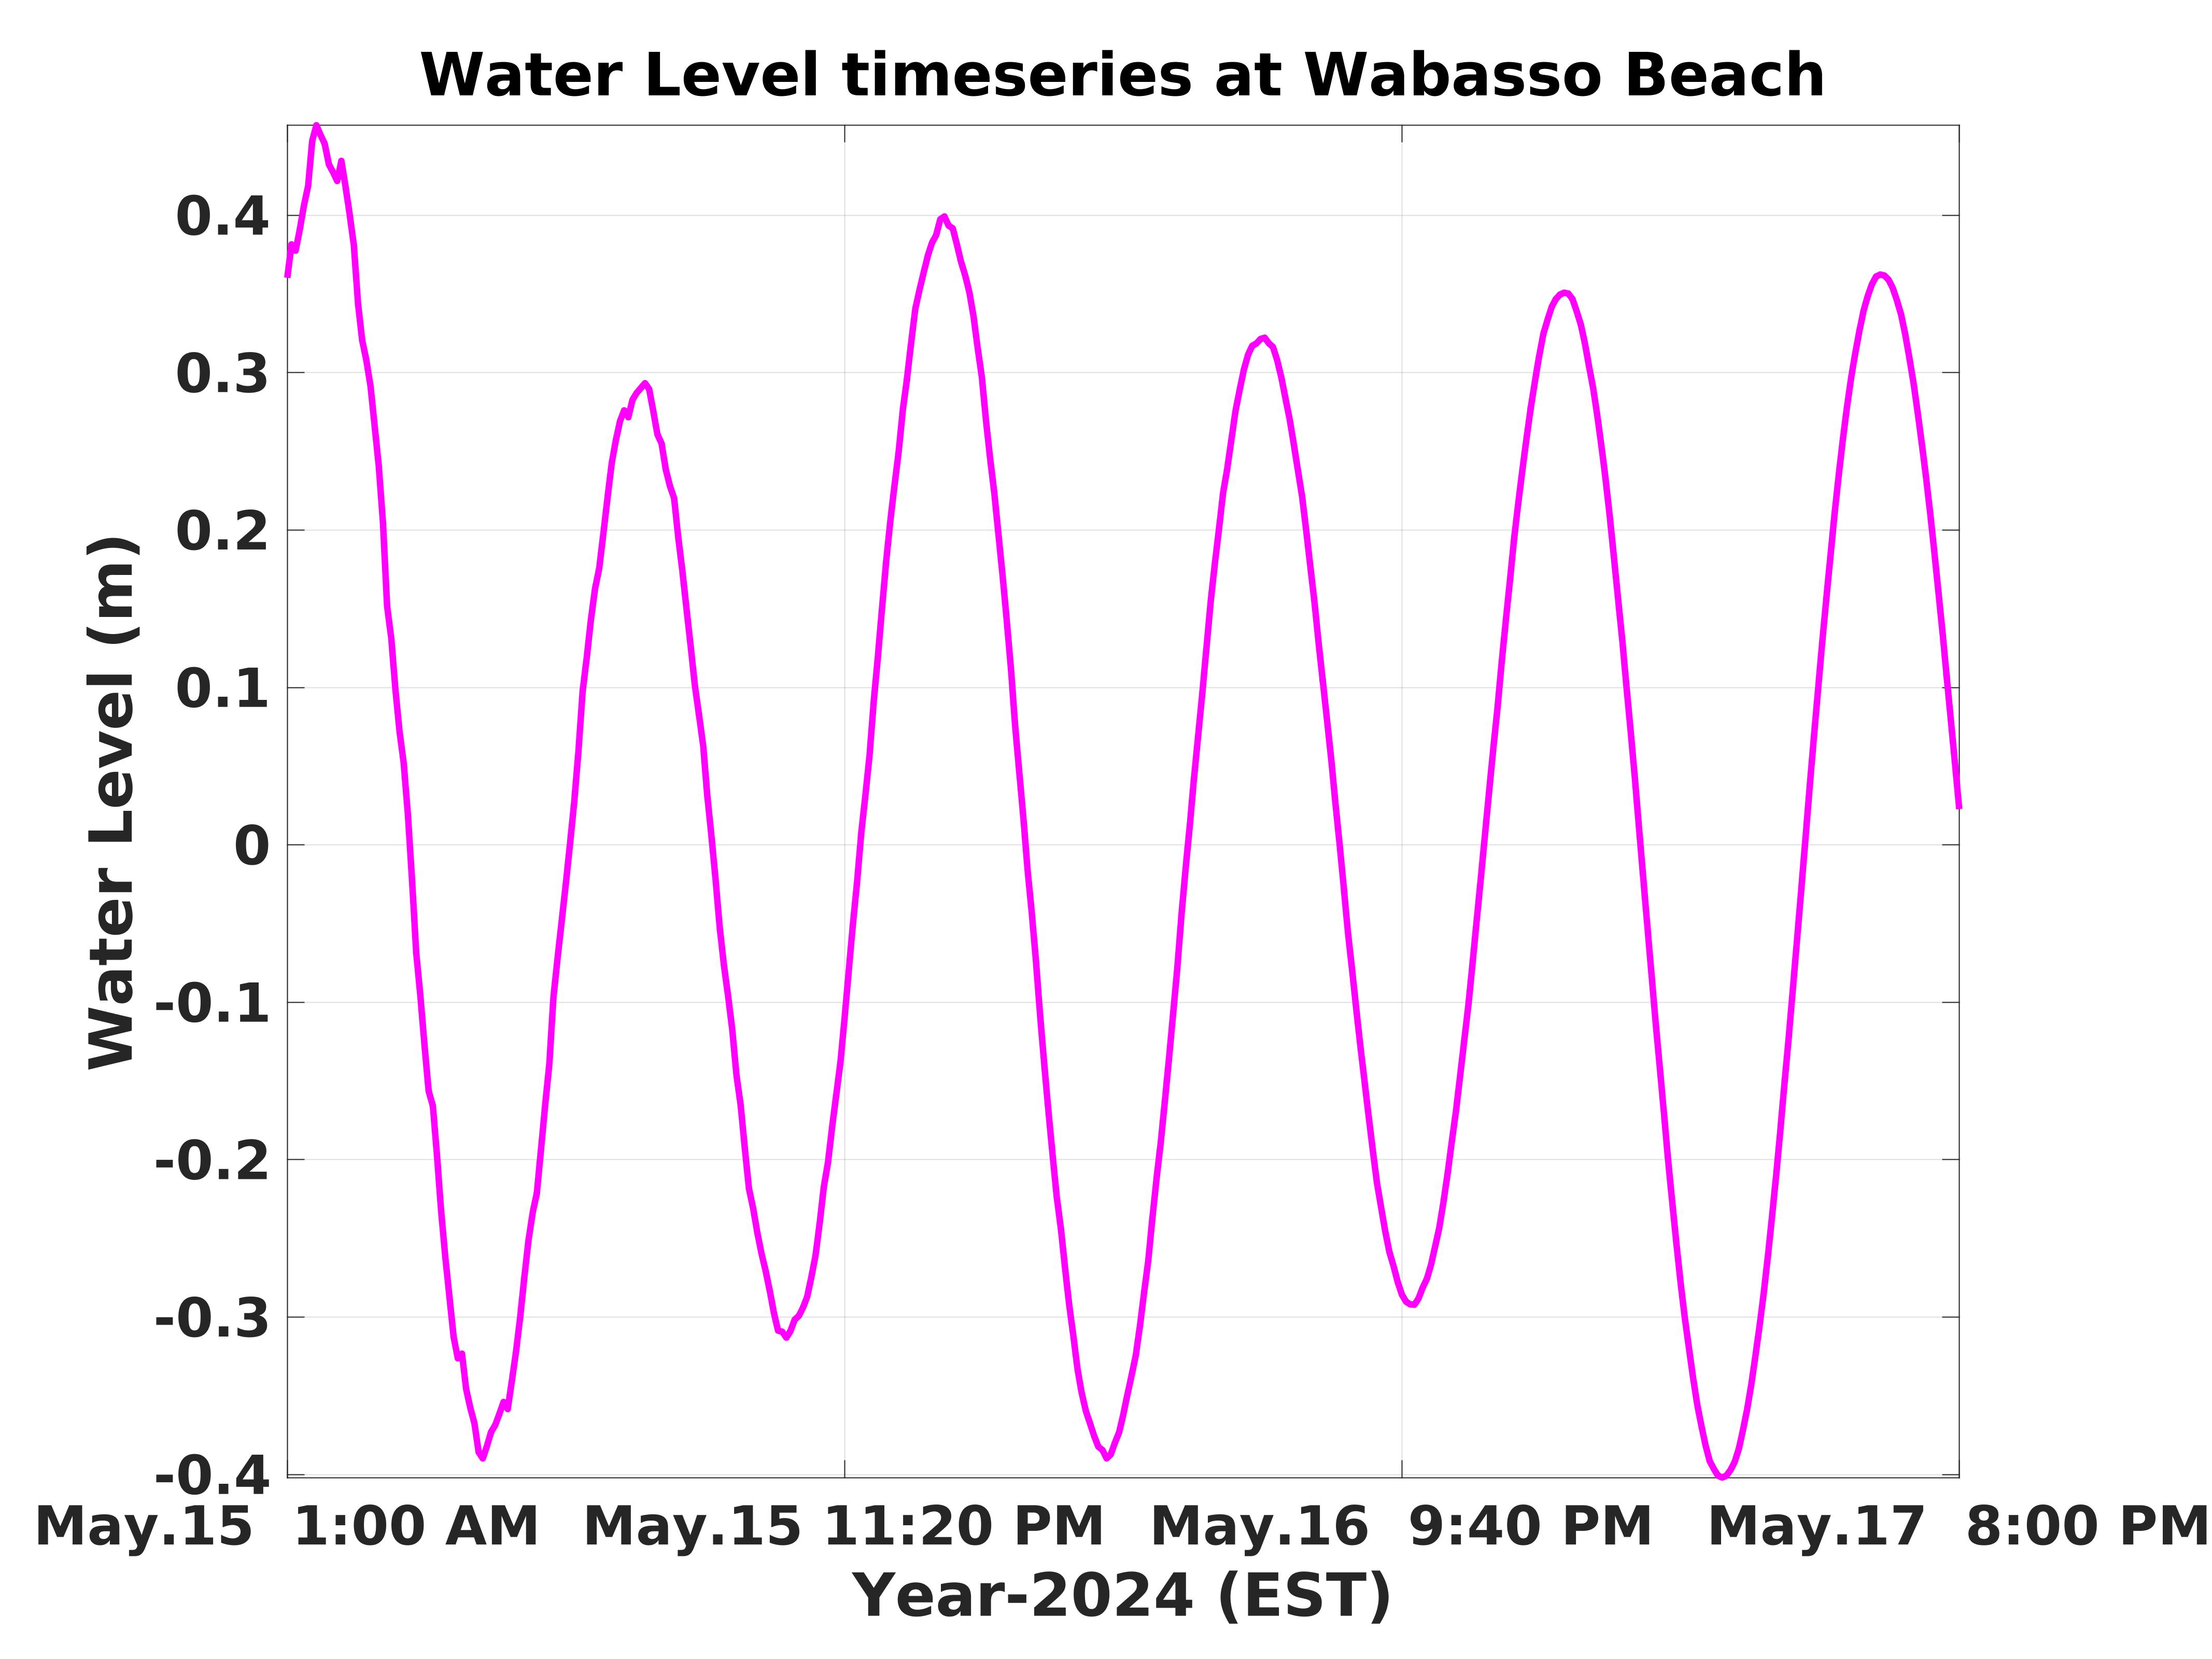 Water Level timeseries at Wabasso Beach
Water Level (m)
0.4
0.3
0.2
0.1
0
-0.1
-0.2
-0.3
-0.4
May.15 1:00 AM May.15 11:20 PM May.16 9:40 PM May.17 8:00 PM
Year-2024 (EST)